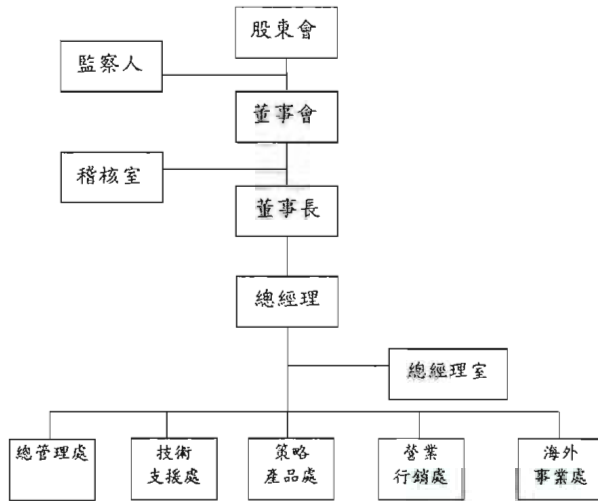 股東會
監察人
董事會
稽核室
董事長
總經理
總經理室
總管理處
技術
支援處
策略
產品處
營業
行銷處
海外
事業處